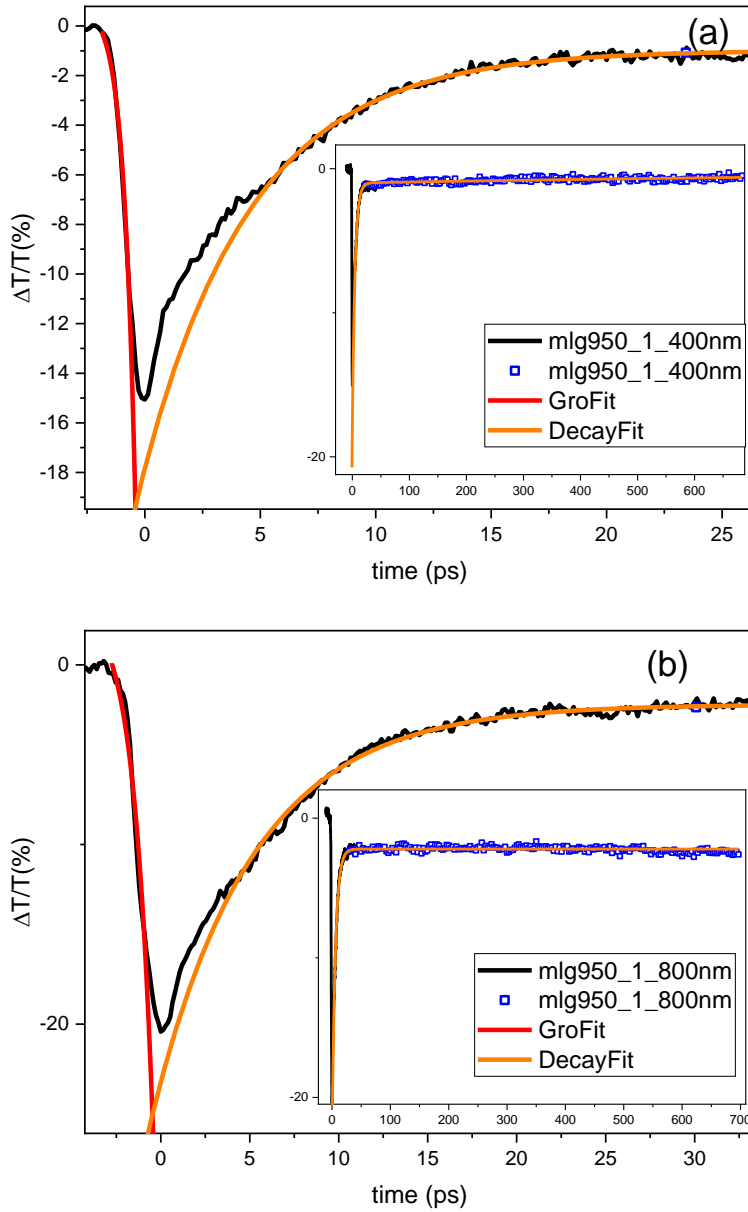 (a)
0
-2
-4
-6
-8
-10
-12
-14
-16
-18
ΔT/T(%)
0
-20
0 100 200 300 400 500 600
mlg950_1_400nm
mlg950_1_400nm
GroFit
DecayFit
0 5 10 15 20 25
time (ps)
(b)
0
-20
ΔT/T(%)
0
-20
0 100 200 300 400 500 600 700
mlg950_1_800nm
mlg950_1_800nm
GroFit
DecayFit
0 5 10 15 20 25 30
time (ps)